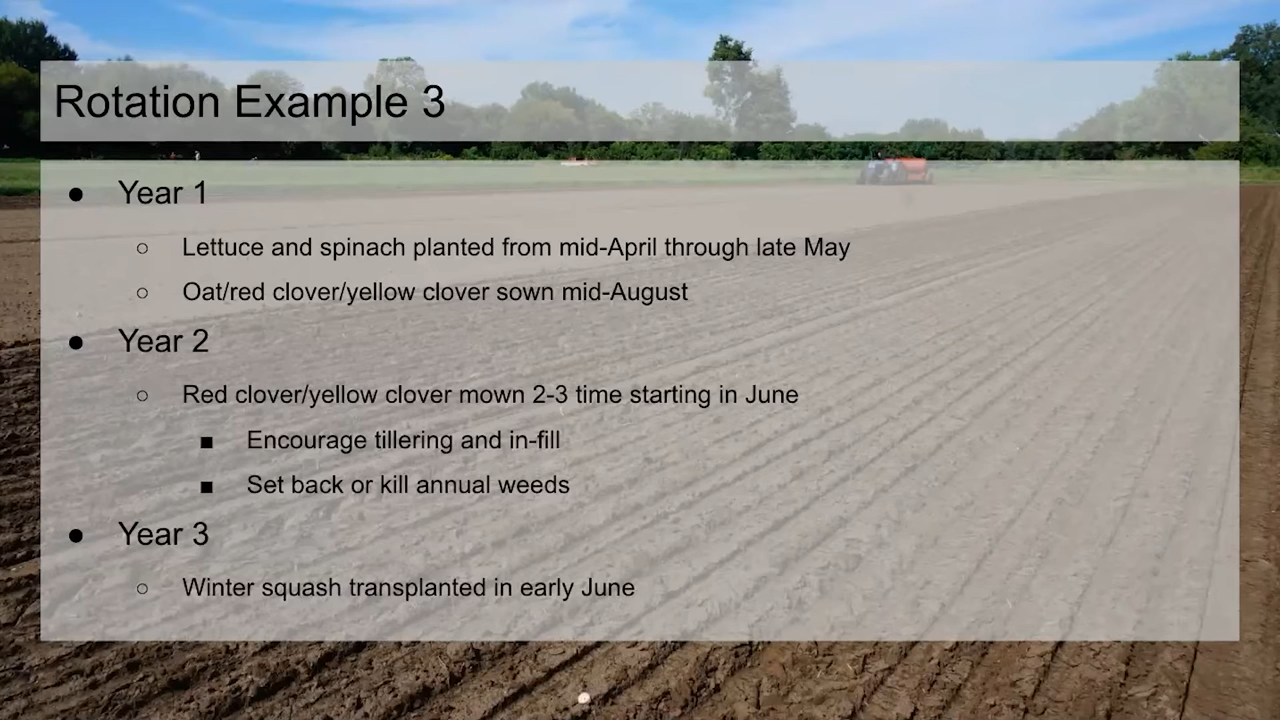 Rotation Example 3
● Year 1
○ Lettuce and spinach planted from mid-April through late May
○ Oat/red clover/yellow clover sown mid-August
● Year 2
○ Red clover/yellow clover mown 2-3 time starting in June
■ Encourage tillering and in-fill
■ Set back or kill annual weeds
● Year 3
○ Winter squash transplanted in early June